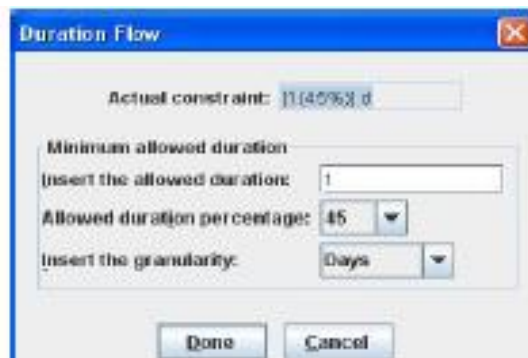 Duration Flow
Actual constraint: [1(45%)] d
Minimum allowed duration
Insert the allowed duration: 1
Allowed duration percentage: 45
Insert the granularity: Days
Done Cancel